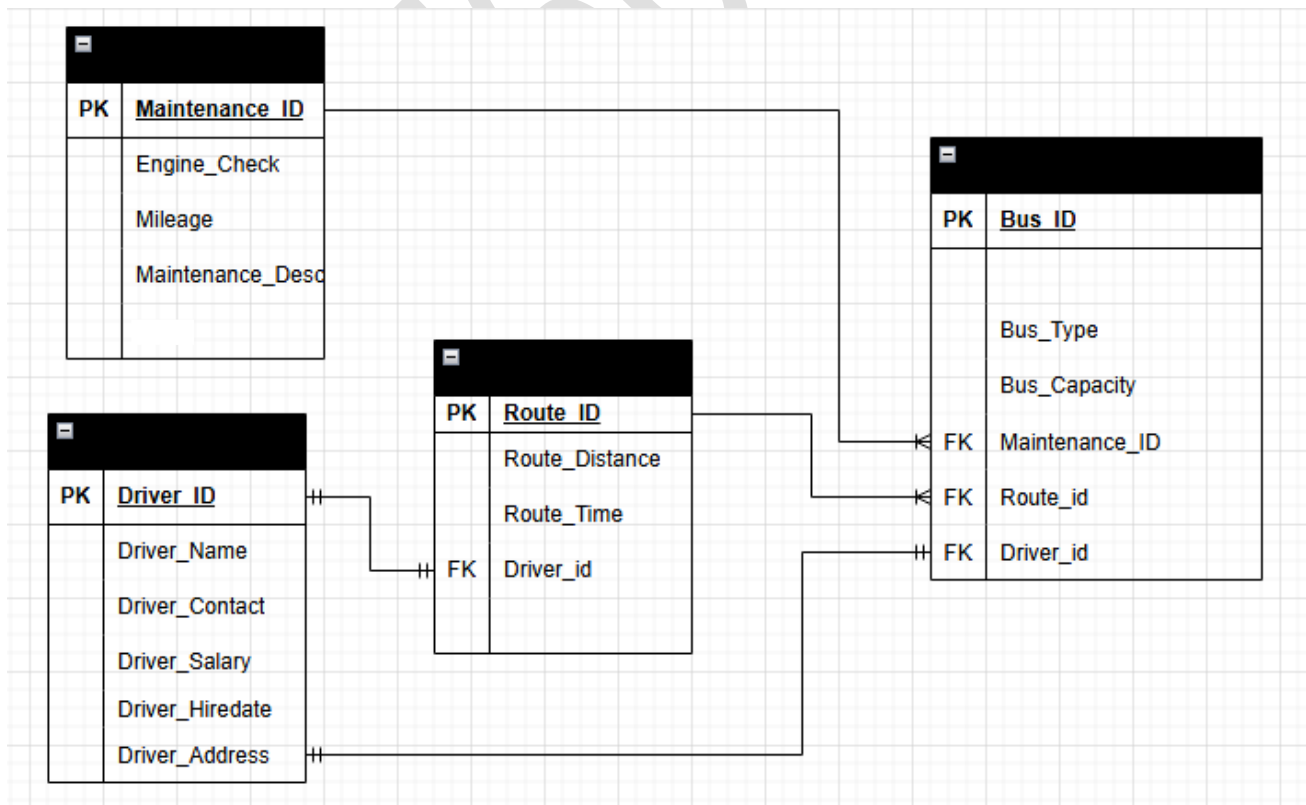 PK Maintenance_ID
Engine_Check
Mileage
Maintenance_Desc
PK Bus_ID
Bus_Type
Bus_Capacity
FK Maintenance_ID
FK Route_id
FK Driver_id
PK Route_ID
Route_Distance
Route_Time
FK Driver_id
PK Driver_ID
Driver_Name
Driver_Contact
Driver_Salary
Driver_Hiredate
Driver_Address